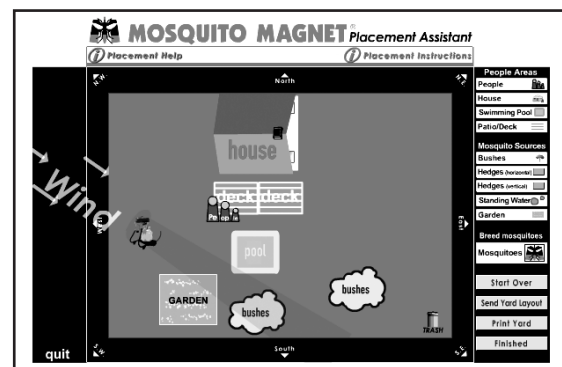 MOSQUITO MAGNET® Placement Assistant
i Placement Help
i Placement Instructions
N.W.
North
N.E.
People Areas
People
House
Swimming Pool
Patio/Deck
Mosquito Sources
Bushes
Hedges (horizontal)
Hedges (vertical)
Standing Water
Garden
Breed mosquitoes
Mosquitoes
Start Over
Send Yard Layout
Print Yard
Finished
Wind
West
East
house
deck deck
pool
GARDEN
bushes
bushes
TRASH
S.W.
South
S.E.
quit